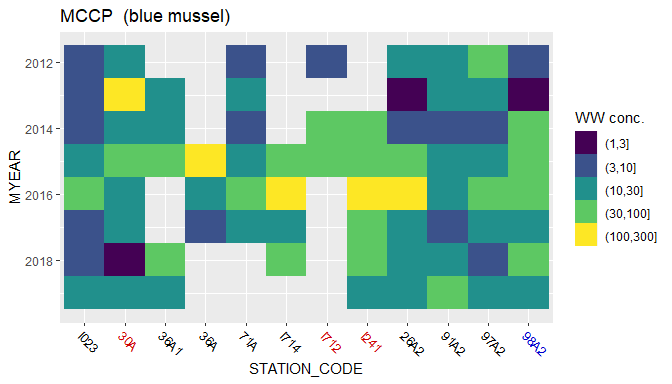 MCCP (blue mussel)
MYEAR
2012
2014
2016
2018
I023 30A 36A1 36A 71A I714 I712 I241 26A2 91A2 97A2 98A2
STATION_CODE
WW conc.
(1,3]
(3,10]
(10,30]
(30,100]
(100,300]